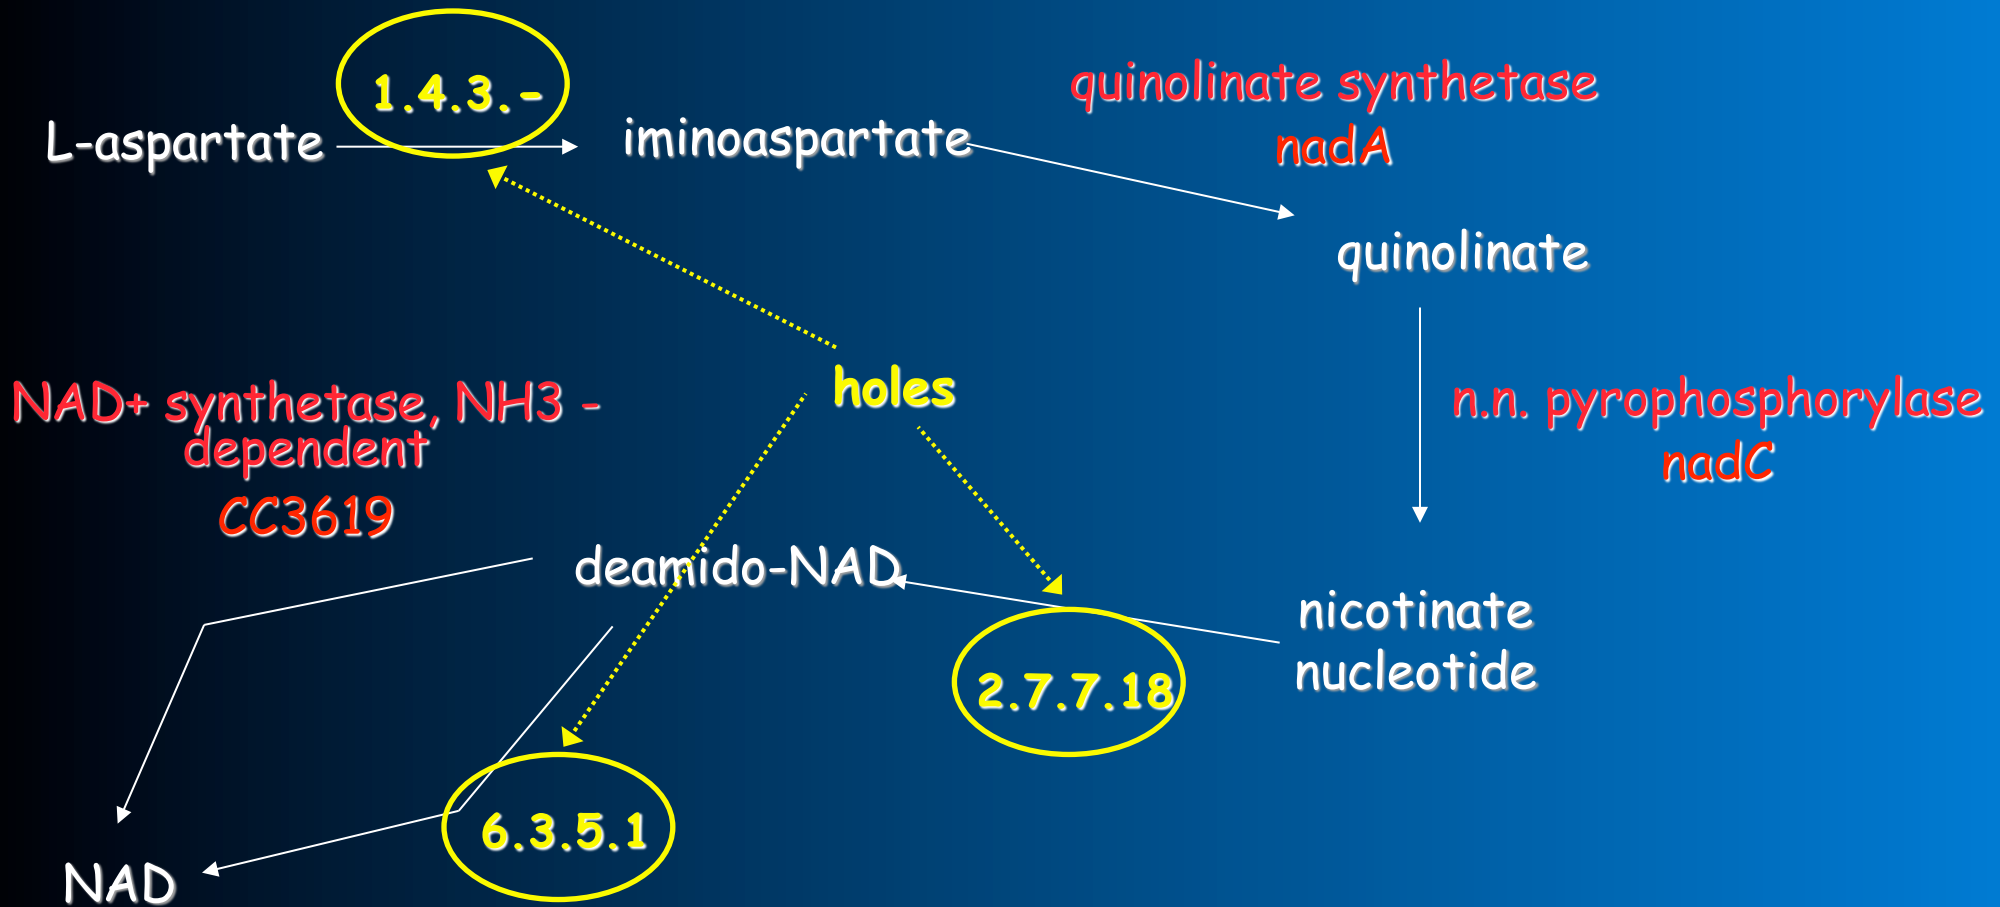 1.4.3.-
L-aspartate
iminoaspartate
quinolinate synthetase
nadA
quinolinate
holes
NAD+ synthetase, NH3 -
dependent
CC3619
n.n. pyrophosphorylase
nadC
deamido-NAD
nicotinate
nucleotide
2.7.7.18
6.3.5.1
NAD